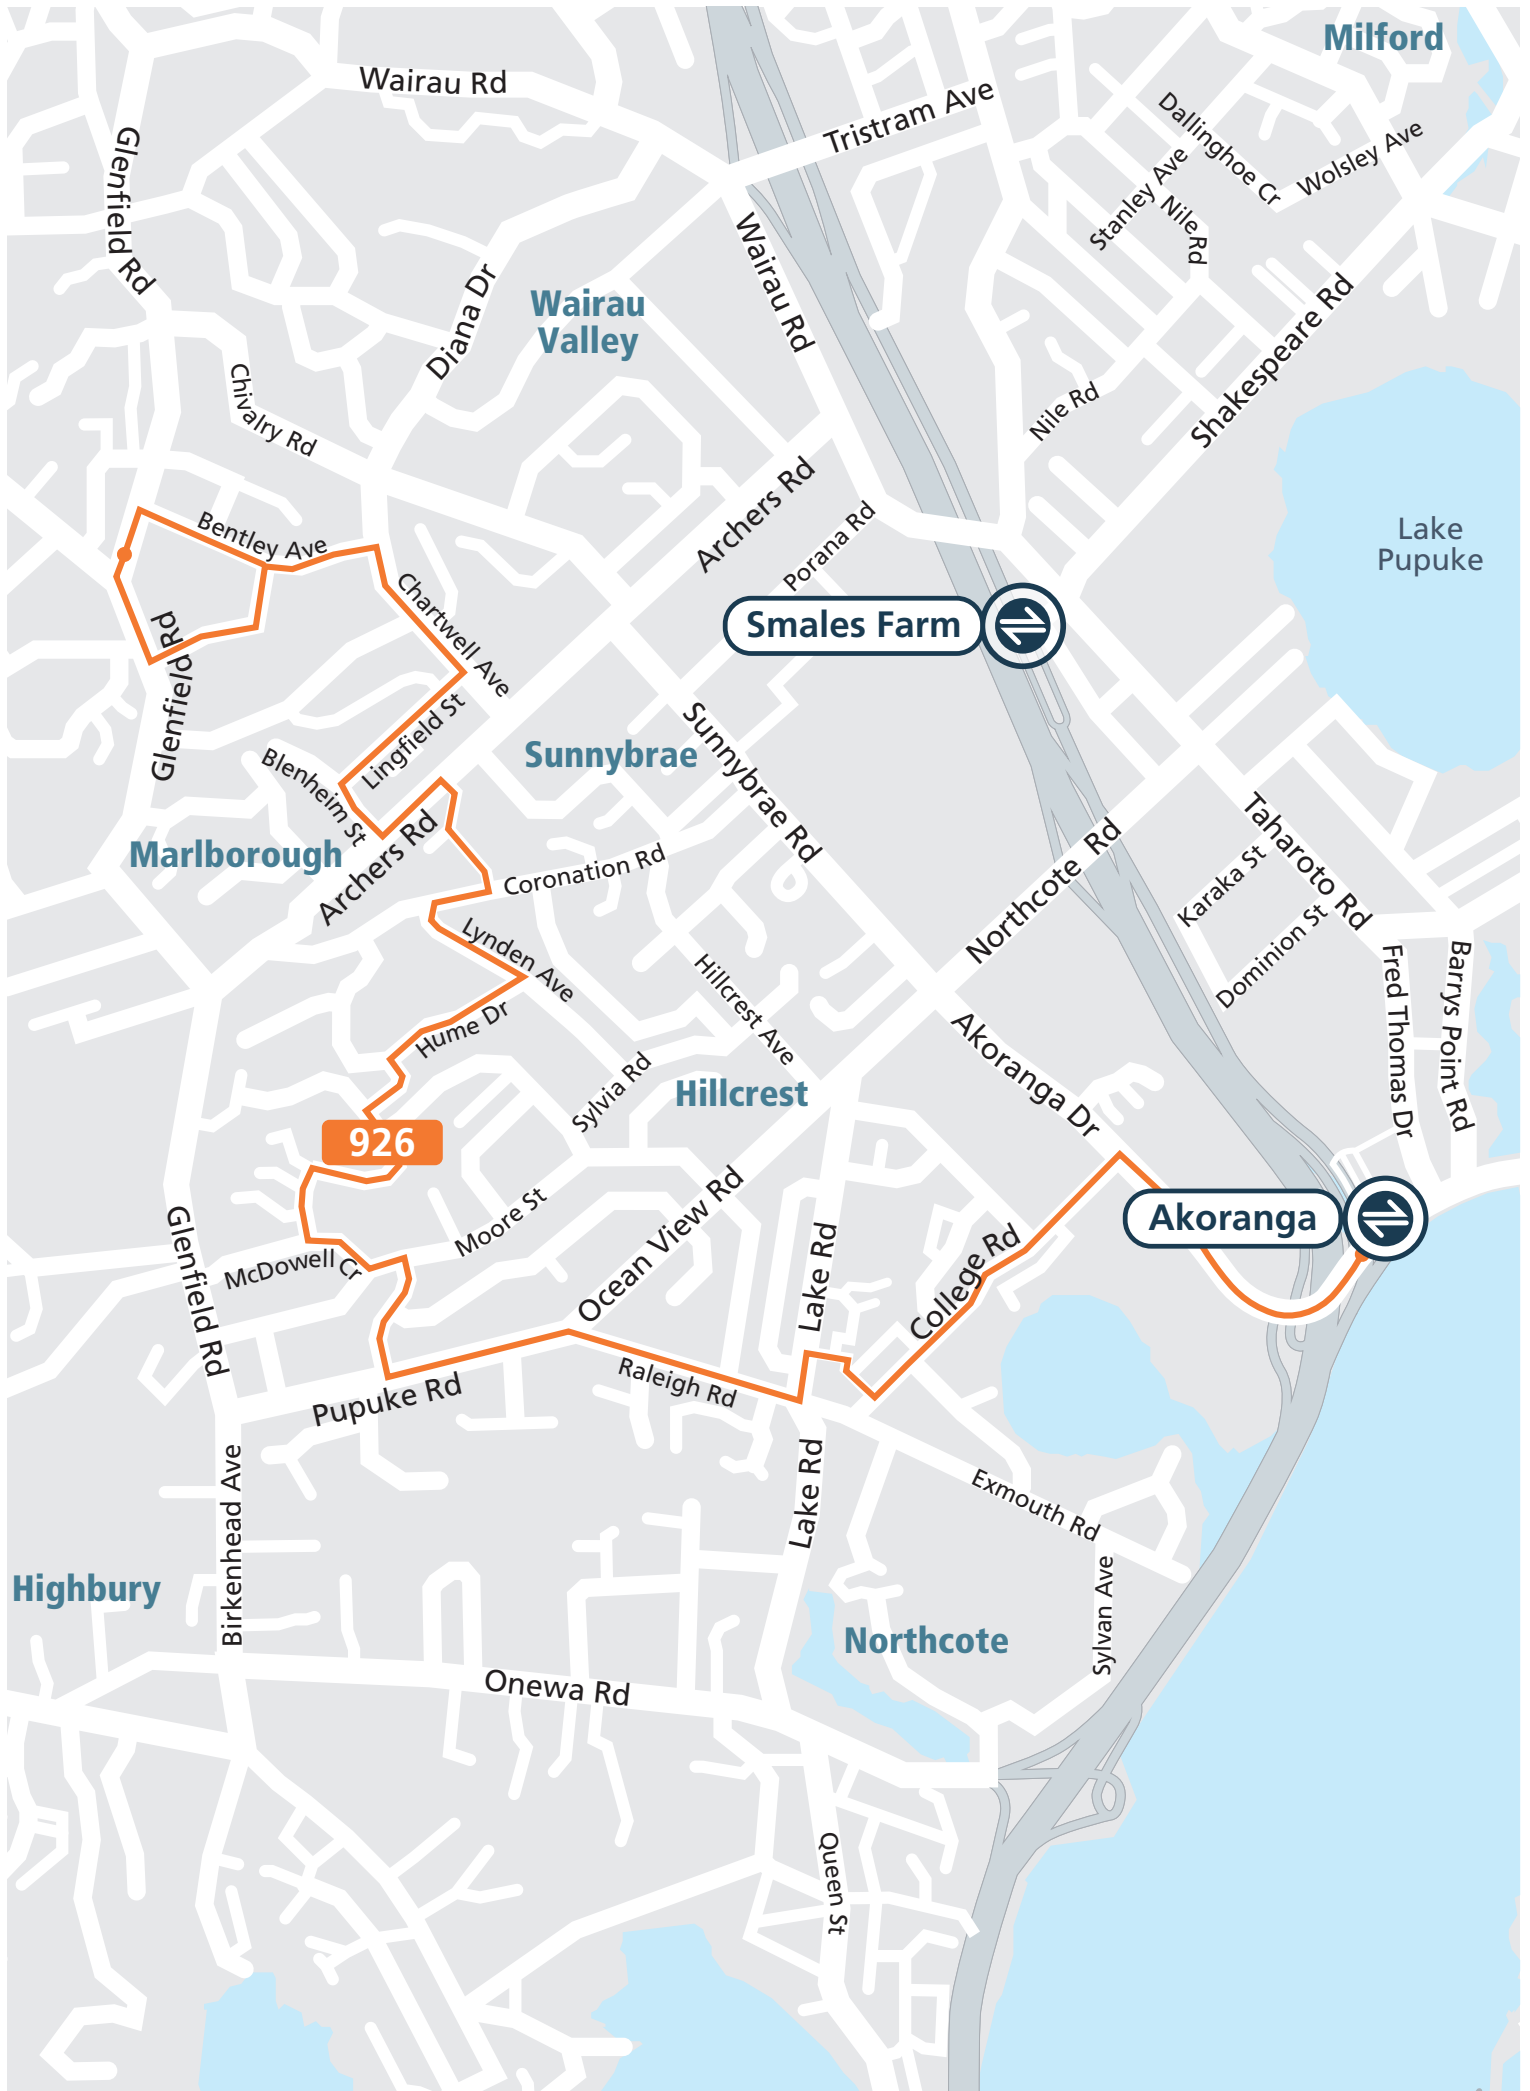 Milford
Wairau Rd
Tristram Ave
Dallinghoe Cr
Wolsley Ave
Glenfield Rd
Stanley Ave
Nile Rd
Wairau Rd
Diana Dr
Wairau
Valley
Shakespeare Rd
Chivalry Rd
Nile Rd
Archers Rd
Porana Rd
Bentley Ave
Lake
Pupuke
Chartwell Ave
Smales Farm
Glenfield Rd
Lingfield St
Sunnybrae
Sunnybrae Rd
Blenheim St
Marlborough
Archers Rd
Coronation Rd
Northcote Rd
Taharoto Rd
Karaka St
Dominion St
Lynden Ave
Hillcrest Ave
Fred Thomas Dr
Barrys Point Rd
Hume Dr
Akoranga Dr
Sylvia Rd
Hillcrest
926
Akoranga
Moore St
Ocean View Rd
Lake Rd
College Rd
McDowell Cr
Glenfield Rd
Raleigh Rd
Pupuke Rd
Lake Rd
Exmouth Rd
Birkenhead Ave
Highbury
Sylvan Ave
Northcote
Onewa Rd
Queen St